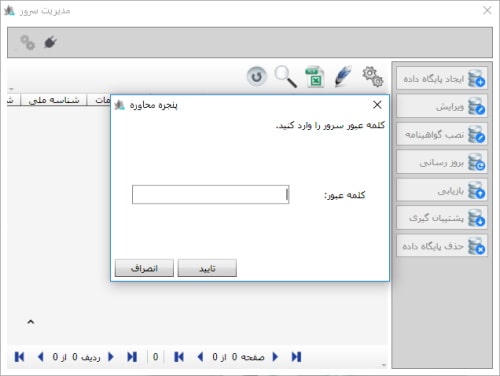 مدیریت سرور
ایجاد پایگاه داده
ویرایش
نصب گواهینامه
بروز رسانی
بازیابی
پشتیبان گیری
حذف پایگاه داده
شناسه ملی
پنجره محاوره
کلمه عبور سرور را وارد کنید.
کلمه عبور:
تایید
انصراف
صفحه 0 از 0
0
ردیف 0 از 0